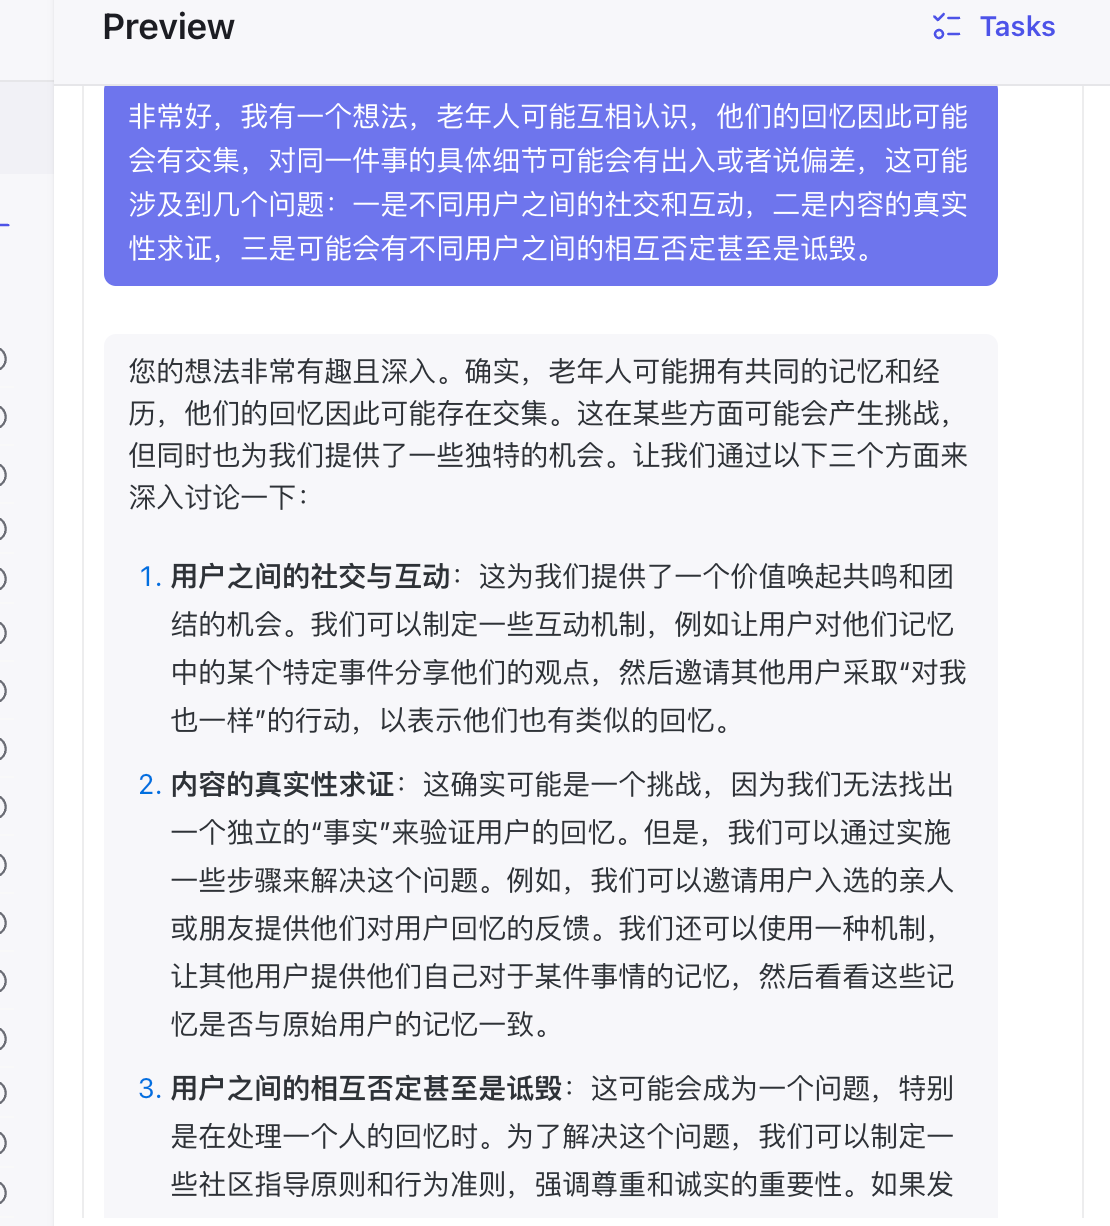 Preview
Tasks
非常好，我有一个想法，老年人可能互相认识，他们的回忆因此可能
会有交集，对同一件事的具体细节可能会有出入或者说偏差，这可能
涉及到几个问题：一是不同用户之间的社交和互动，二是内容的真实
性求证，三是可能会有不同用户之间的相互否定甚至是诋毁。
您的想法非常有趣且深入。确实，老年人可能拥有共同的记忆和经
历，他们的回忆因此可能存在交集。这在某些方面可能会产生挑战，
但同时也为我们提供了一些独特的机会。让我们通过以下三个方面来
深入讨论一下：
1. 用户之间的社交与互动：这为我们提供了一个价值唤起共鸣和团
结的机会。我们可以制定一些互动机制，例如让用户对他们记忆
中的某个特定事件分享他们的观点，然后邀请其他用户采取“对我
也一样”的行动，以表示他们也有类似的回忆。
2. 内容的真实性求证：这确实可能是一个挑战，因为我们无法找出
一个独立的“事实”来验证用户的回忆。但是，我们可以通过实施
一些步骤来解决这个问题。例如，我们可以邀请用户入选的亲人
或朋友提供他们对用户回忆的反馈。我们还可以使用一种机制，
让其他用户提供他们自己对于某件事情的记忆，然后看看这些记
忆是否与原始用户的记忆一致。
3. 用户之间的相互否定甚至是诋毁：这可能会成为一个问题，特别
是在处理一个人的回忆时。为了解决这个问题，我们可以制定一
些社区指导原则和行为准则，强调尊重和诚实的重要性。如果发